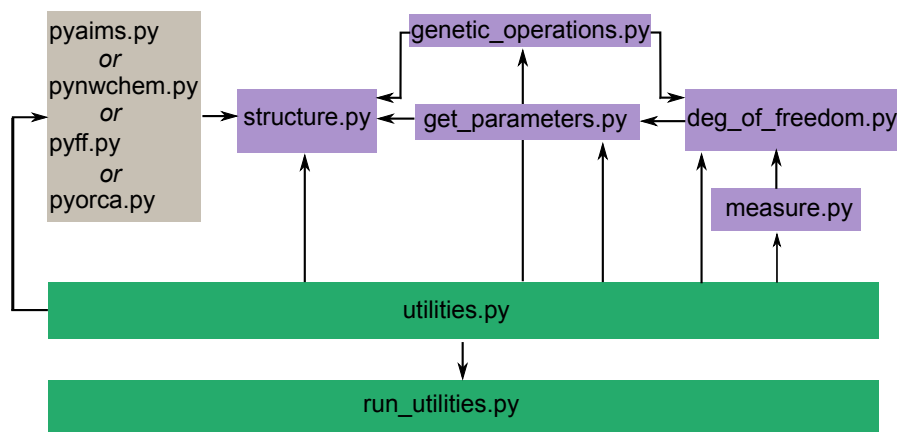 pyaims.py
or
pynwchem.py
or
pyff.py
or
pyorca.py
genetic_operations.py
structure.py
get_parameters.py
deg_of_freedom.py
measure.py
utilities.py
run_utilities.py